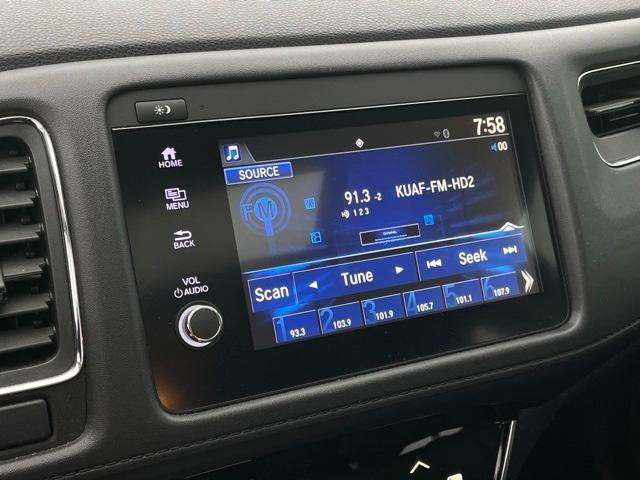 7:58
HOME
00
SOURCE
FM
91.3 -2 KUAF-FM-HD2
1 2 3
MENU
BACK
VOL
AUDIO
Scan Tune Seek
1 2 3 4 5 6
93.3 103.9 101.9 105.7 101.1 107.9